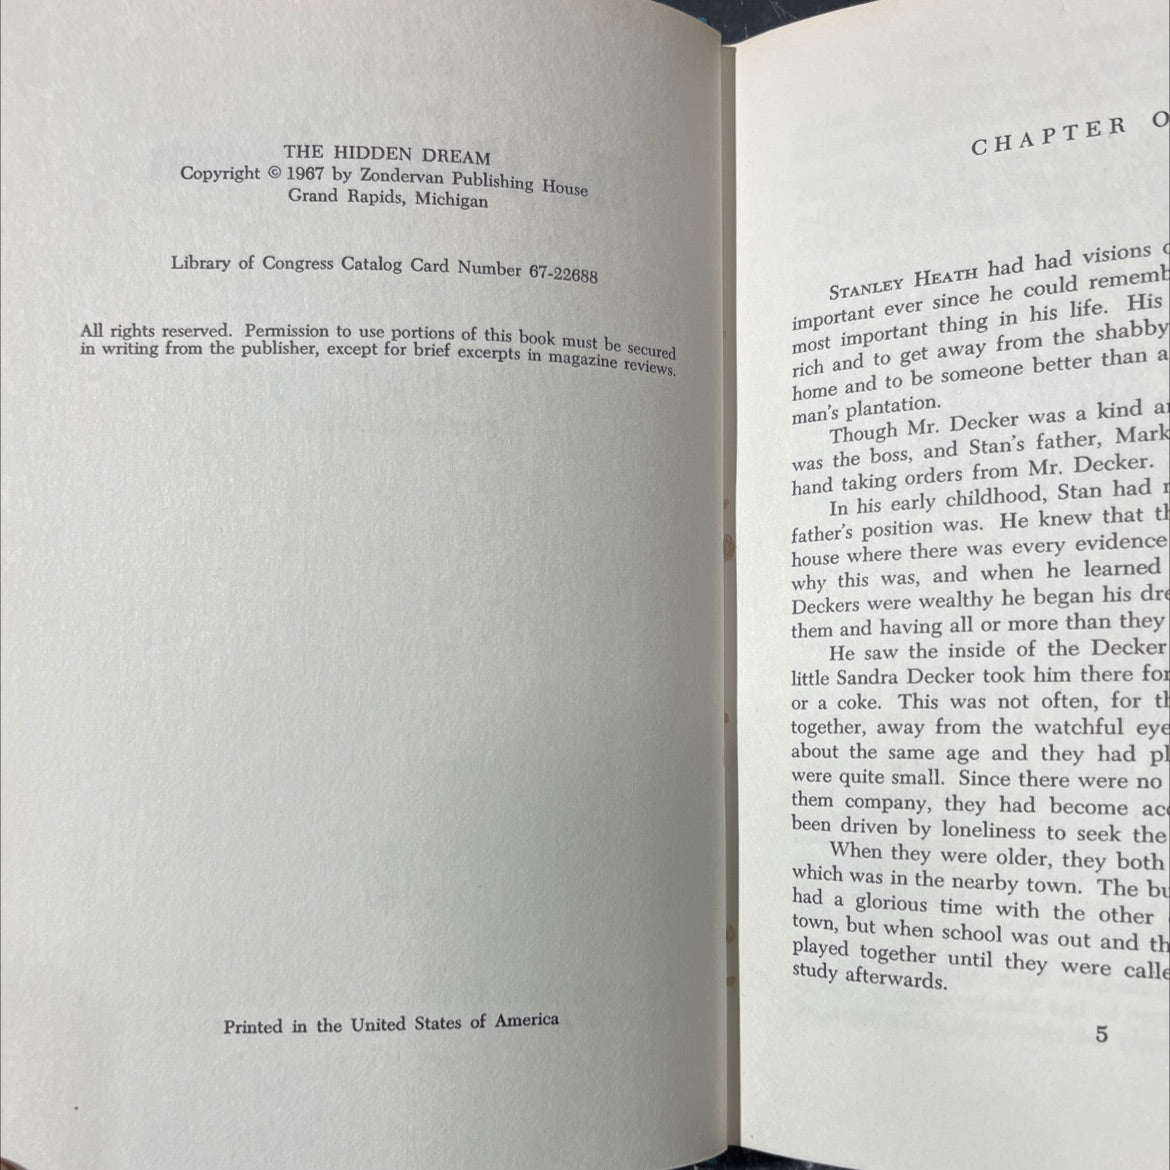 THE HIDDEN DREAM
Copyright © 1967 by Zondervan Publishing House
Grand Rapids, Michigan
Library of Congress Catalog Card Number 67-22688
All rights reserved. Permission to use portions of this book must be secured
in writing from the publisher, except for brief excerpts in magazine reviews.
Printed in the United States of America
CHAPTER O
STANLEY HEATH had had visions
important ever since he could rememb
most important thing in his life. His
rich and to get away from the shabby
home and to be someone better than a
man's plantation.
Though Mr. Decker was a kind a
was the boss, and Stan's father, Mark
hand taking orders from Mr. Decker.
In his early childhood, Stan had
father's position was. He knew that th
house where there was every evidence
why this was, and when he learned
Deckers were wealthy he began his dre
them and having all or more than they
He saw the inside of the Decker
little Sandra Decker took him there for
or a coke. This was not often, for th
together, away from the watchful eye
about the same age and they had pl
were quite small. Since there were no
them company, they had become acc
been driven by loneliness to seek the
When they were older, they both
which was in the nearby town. The bu
had a glorious time with the other
town, but when school was out and th
played together until they were calle
study afterwards.
5